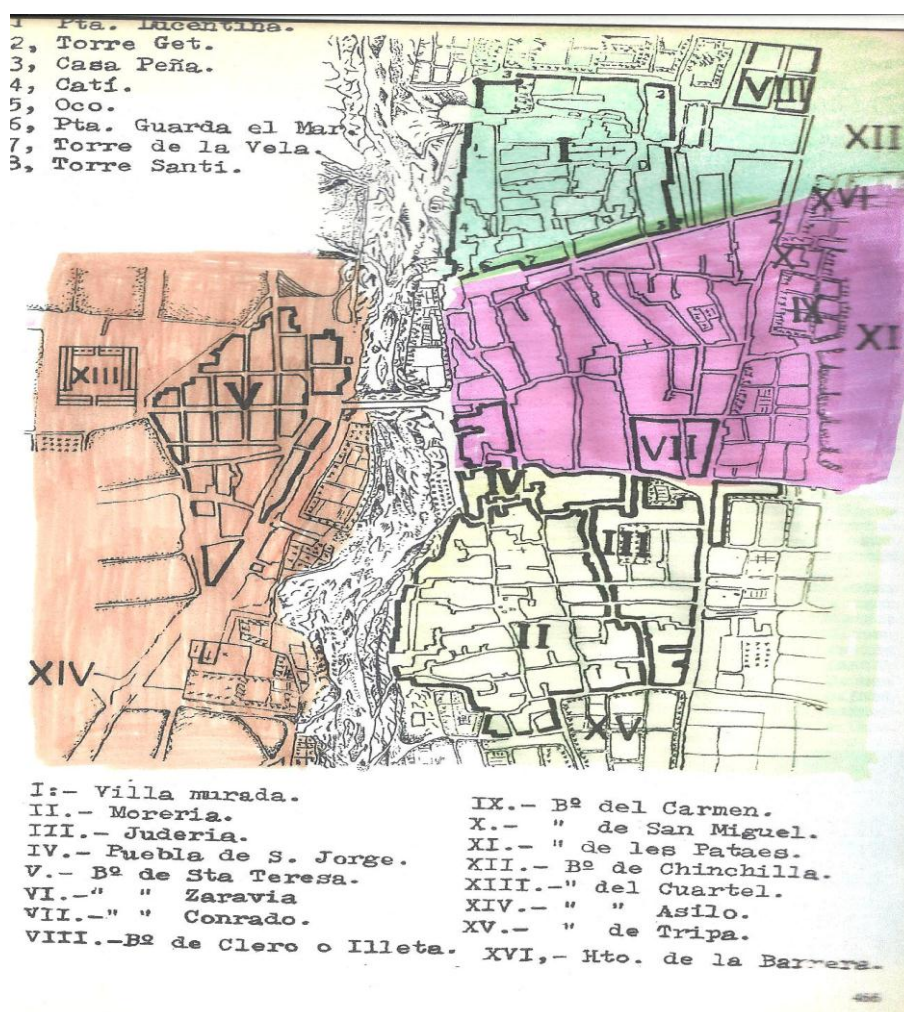 1 Pta. Lucentina.
2, Torre Get.
3, Casa Peña.
4, Catí.
5, Oco.
6, Pta. Guarda el Mar.
7, Torre de la Vela.
8, Torre Santi.
VIII
XII
I
XVI
X
IX
XI
XIII
V
VII
IV
III
II
XIV
XV
I:- Villa murada.
II.- Moreria.
III.- Juderia.
IV.- Puebla de S. Jorge.
V.- Bº de Sta Teresa.
VI.-" " Zaravia
VII.-" " Conrado.
VIII.-Bº de Clero o Illeta.
IX.- Bº del Carmen.
X.- " de San Miguel.
XI.- " de les Pataes.
XII.- Bº de Chinchilla.
XIII.-" del Cuartel.
XIV.- " " Asilo.
XV.- " de Tripa.
XVI,- Hto. de la Barrera.
466